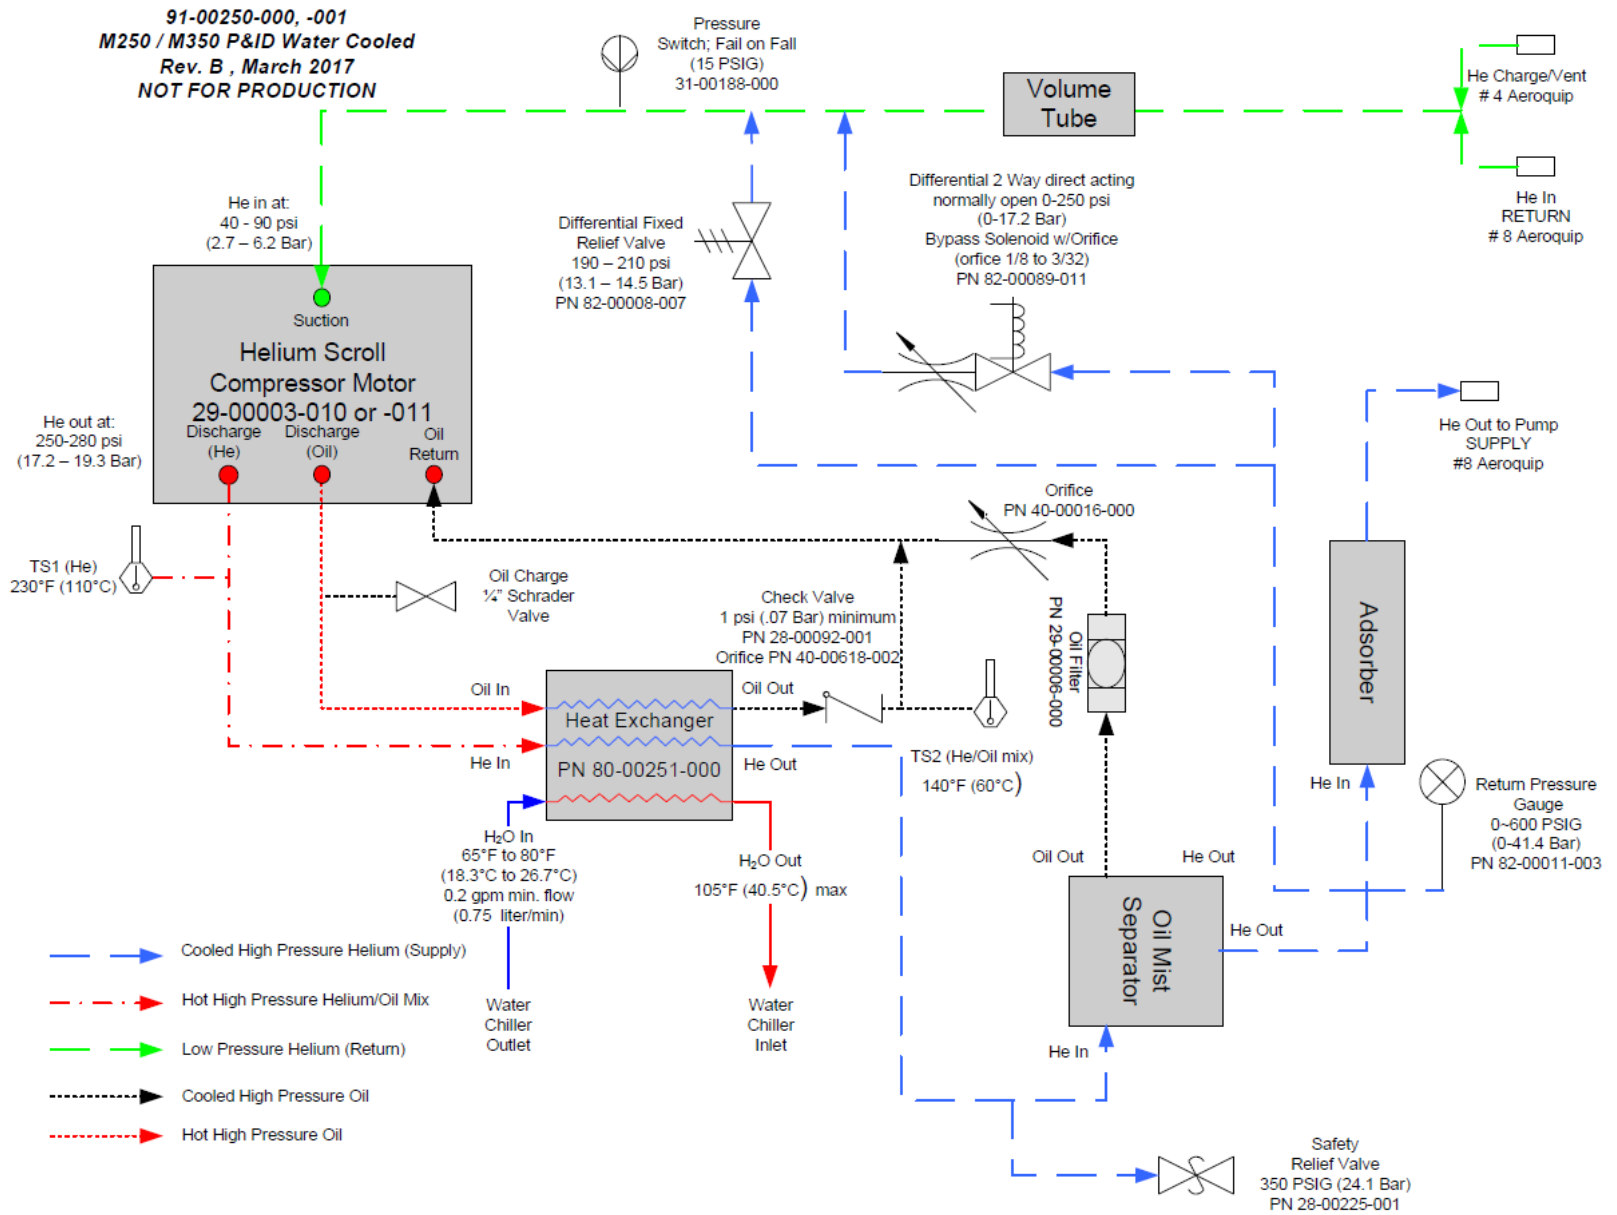 91-00250-000, -001
M250 / M350 P&ID Water Cooled
Rev. B , March 2017
NOT FOR PRODUCTION
Pressure
Switch; Fail on Fall
(15 PSIG)
31-00188-000
Volume
Tube
He Charge/Vent
# 4 Aeroquip
He In
RETURN
# 8 Aeroquip
He in at:
40 - 90 psi
(2.7 – 6.2 Bar)
Differential Fixed
Relief Valve
190 – 210 psi
(13.1 – 14.5 Bar)
PN 82-00008-007
Differential 2 Way direct acting
normally open 0-250 psi
(0-17.2 Bar)
Bypass Solenoid w/Orifice
(orfice 1/8 to 3/32)
PN 82-00089-011
Suction
Helium Scroll
Compressor Motor
29-00003-010 or -011
Discharge
(He)
Discharge
(Oil)
Oil
Return
He out at:
250-280 psi
(17.2 – 19.3 Bar)
He Out to Pump
SUPPLY
#8 Aeroquip
Orifice
PN 40-00016-000
TS1 (He)
230°F (110°C)
Oil Charge
¼" Schrader
Valve
Check Valve
1 psi (.07 Bar) minimum
PN 28-00092-001
Orifice PN 40-00618-002
Oil Filter
PN 29-00006-000
Adsorber
Oil In
Oil Out
Heat Exchanger
PN 80-00251-000
He In
He Out
TS2 (He/Oil mix)
140°F (60°C)
He In
Return Pressure
Gauge
0~600 PSIG
(0-41.4 Bar)
PN 82-00011-003
H₂O In
65°F to 80°F
(18.3°C to 26.7°C)
0.2 gpm min. flow
(0.75 liter/min)
H₂O Out
105°F (40.5°C) max
Oil Out
He Out
Oil Mist
Separator
He Out
He In
Water
Chiller
Outlet
Water
Chiller
Inlet
Cooled High Pressure Helium (Supply)
Hot High Pressure Helium/Oil Mix
Low Pressure Helium (Return)
Cooled High Pressure Oil
Hot High Pressure Oil
Safety
Relief Valve
350 PSIG (24.1 Bar)
PN 28-00225-001